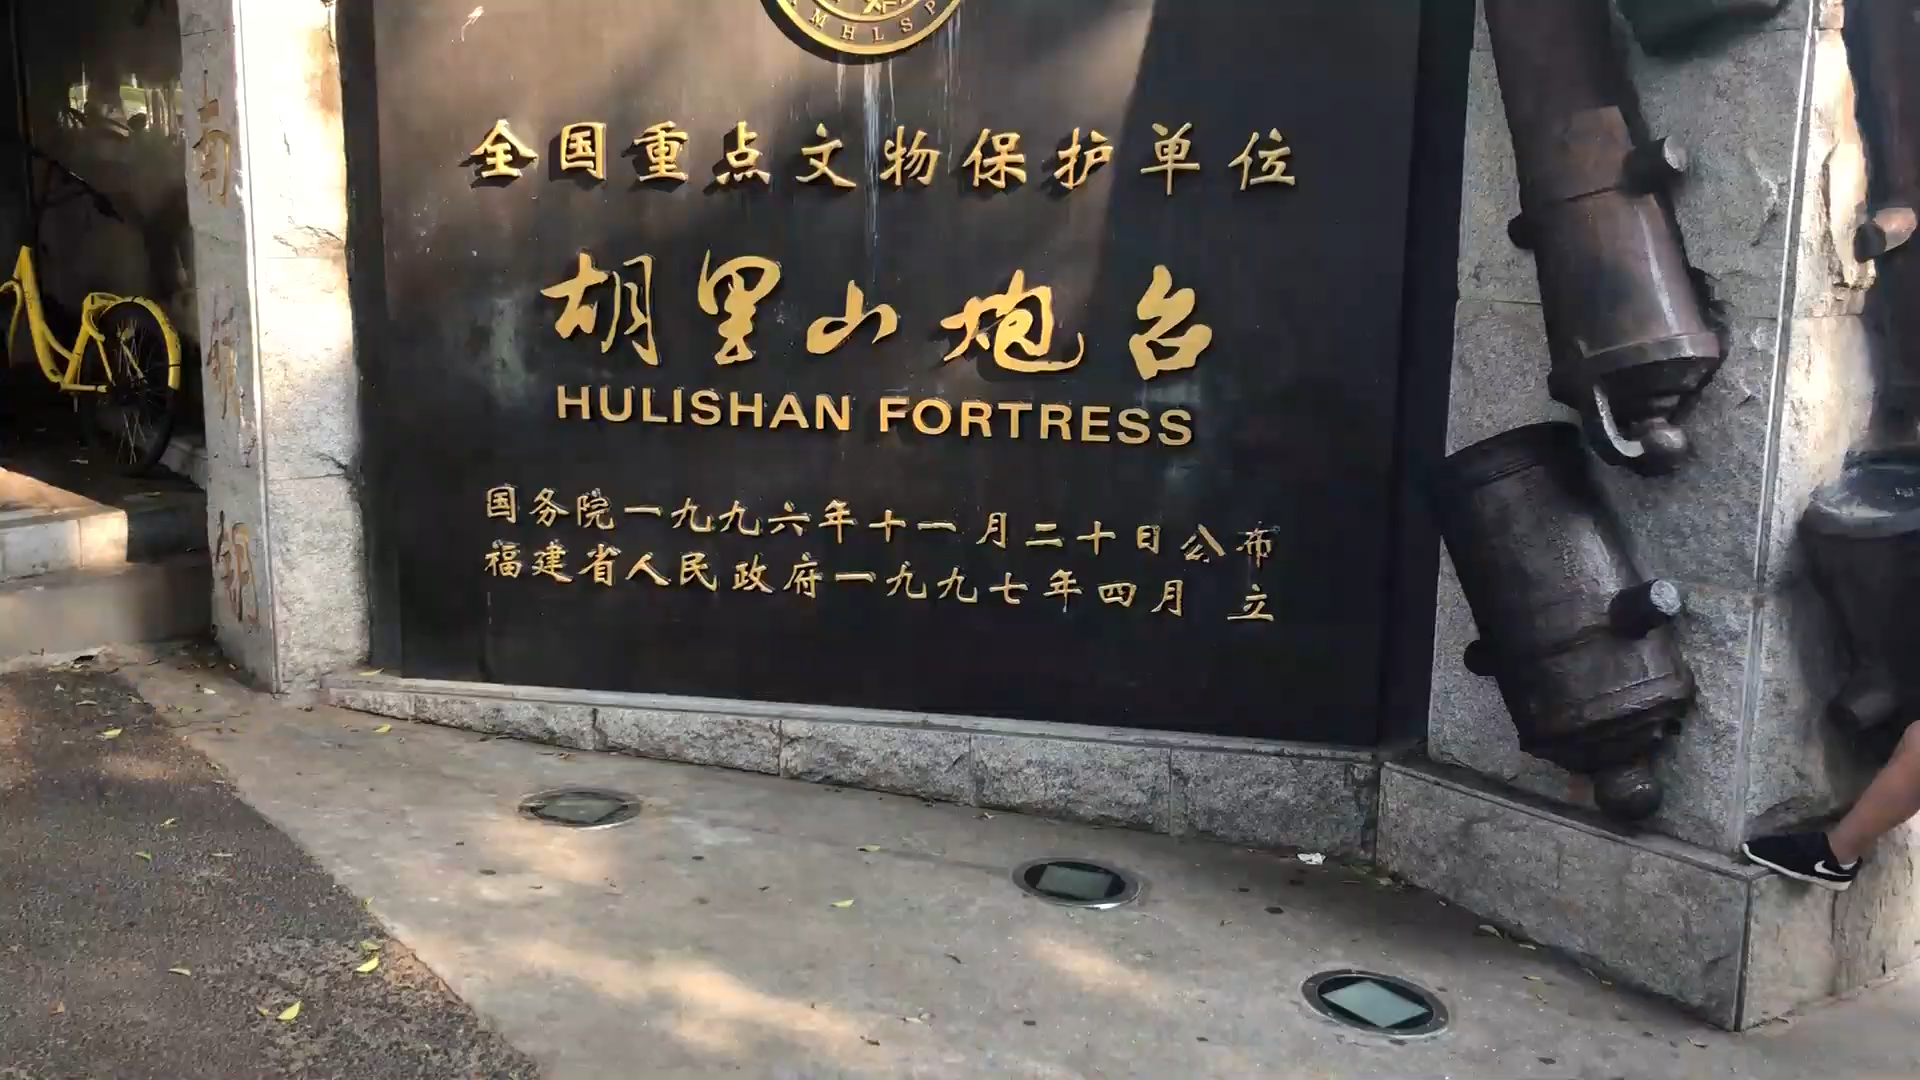 MHLSP
全国重点文物保护单位
胡里山炮台
HULISHAN FORTRESS
国务院一九九六年十一月二十日公布
福建省人民政府一九九七年四月 立
南